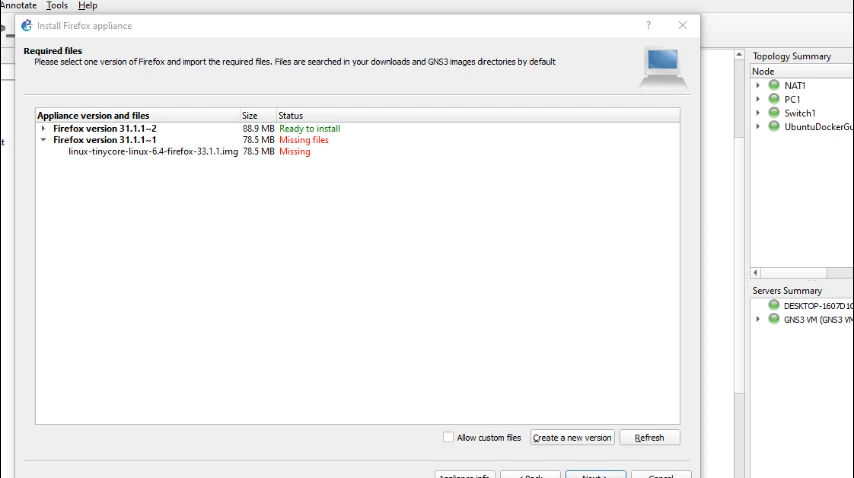 Annotate Tools Help
Install Firefox appliance
?
Required files
Please select one version of Firefox and import the required files. Files are searched in your downloads and GNS3 images directories by default
Appliance version and files Size Status
Firefox version 31.1.1~2 88.9 MB Ready to install
Firefox version 31.1.1~1 78.5 MB Missing files
linux-tinycore-linux-6.4-firefox-33.1.1.img 78.5 MB Missing
Allow custom files Create a new version Refresh
Appliance info < Back Next > Cancel
t
Topology Summary
Node
NAT1
PC1
Switch1
UbuntuDockerGu
Servers Summary
DESKTOP-1607D1
GNS3 VM (GNS3 VM